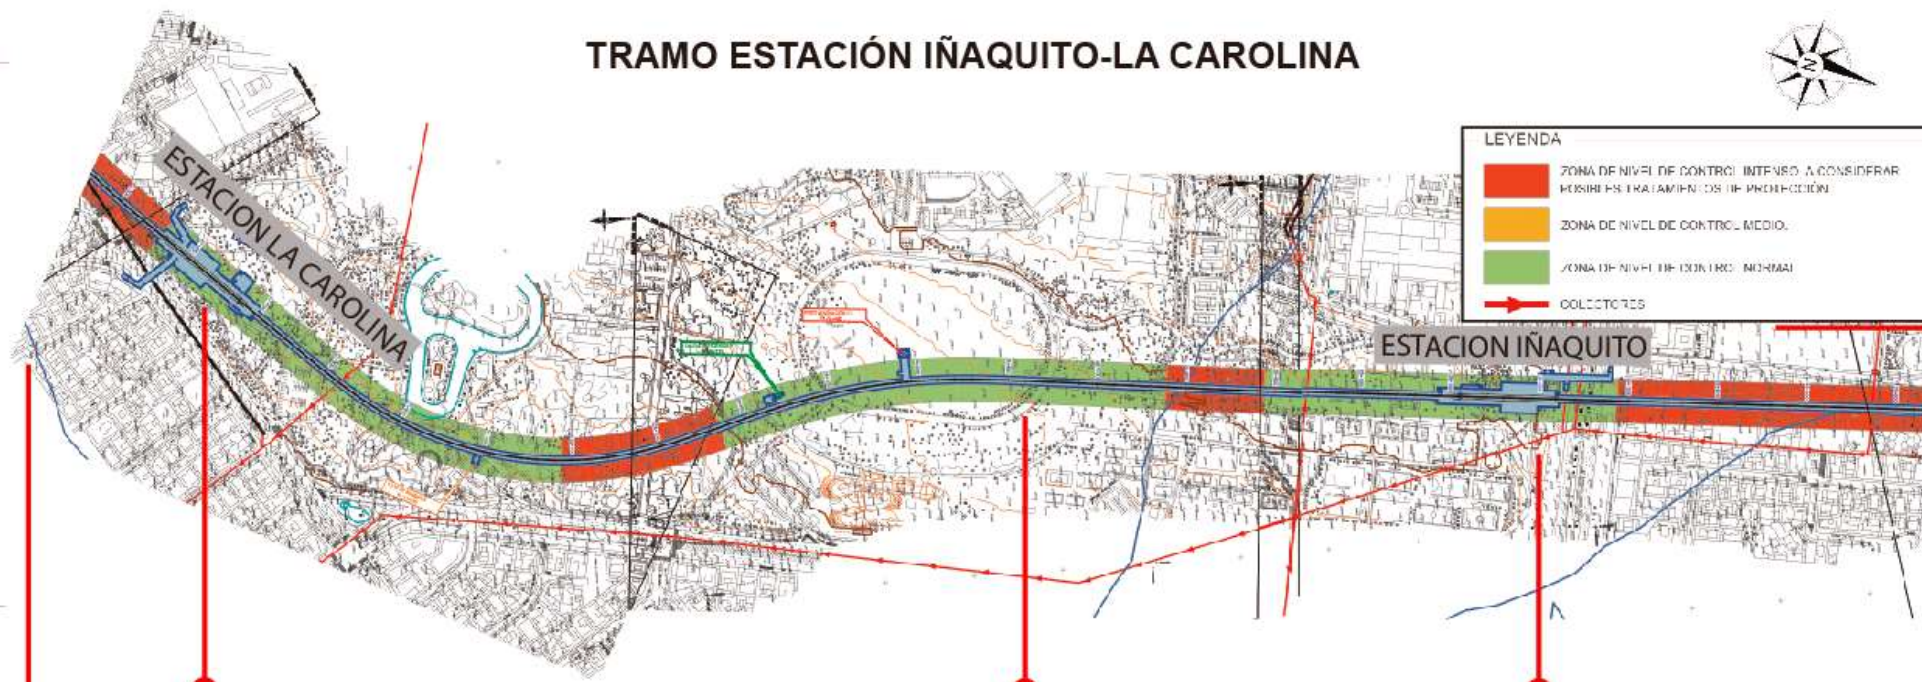 TRAMO ESTACIÓN IÑAQUITO-LA CAROLINA
N
LEYENDA
ZONA DE NIVEL DE CONTROL INTENSO. A CONSIDERAR
POSIBLES TRATAMIENTOS DE PROTECCIÓN
ZONA DE NIVEL DE CONTROL MEDIO.
ZONA DE NIVEL DE CONTROL NORMAL
COLECTORES
ESTACION LA CAROLINA
ESTACION IÑAQUITO